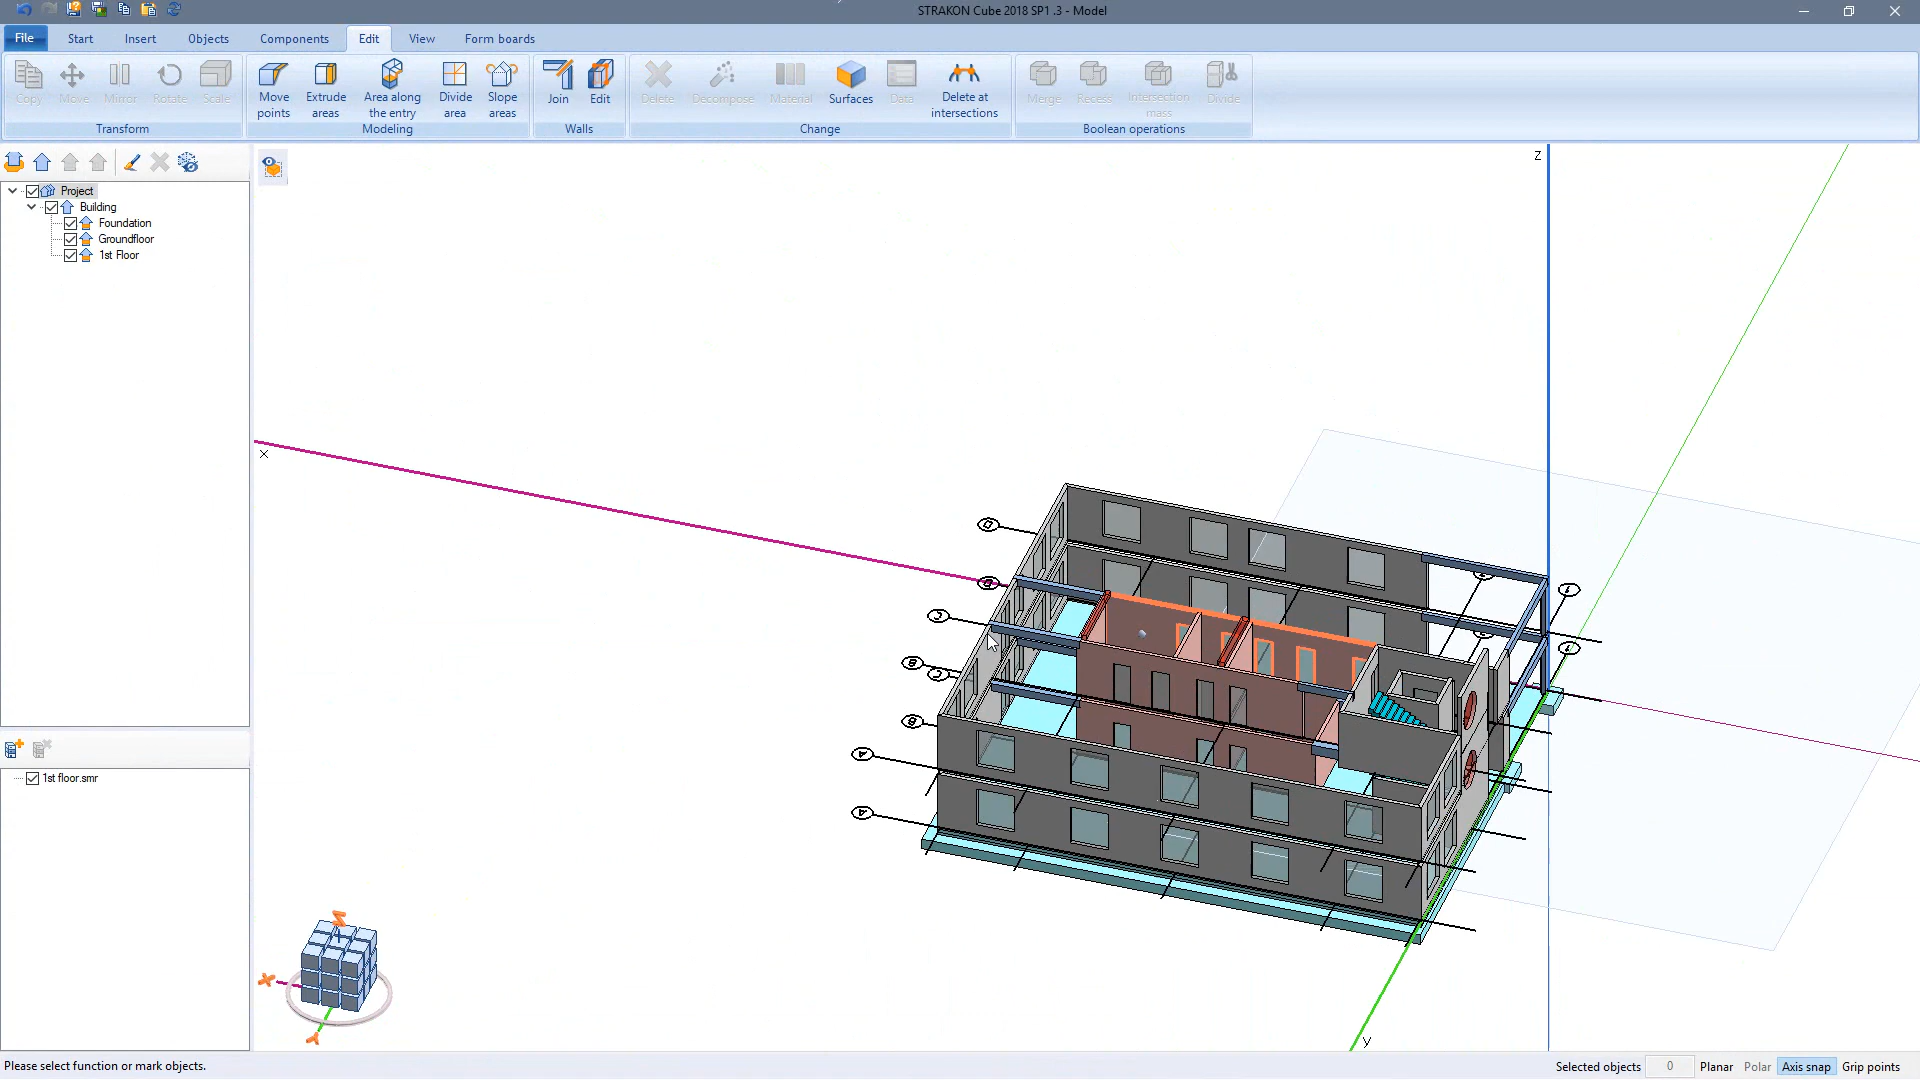 STRAKON Cube 2018 SP1 .3 - Model
File Start Insert Objects Components Edit View Form boards
Copy Move Mirror Rotate Scale
Move points Extrude areas Area along the entry Divide area Slope areas
Join Edit
Delete Decompose Material Surfaces Data Delete at intersections
Merge Recess Intersection mass Divide
Transform Modeling Walls Change Boolean operations
Project
Building
Foundation
Groundfloor
1st Floor
1st floor.smr
Z
X
D
D
C
B
C
B
A
A
1
1
y
Z
X
Y
Please select function or mark objects.
Selected objects 0 Planar Polar Axis snap Grip points